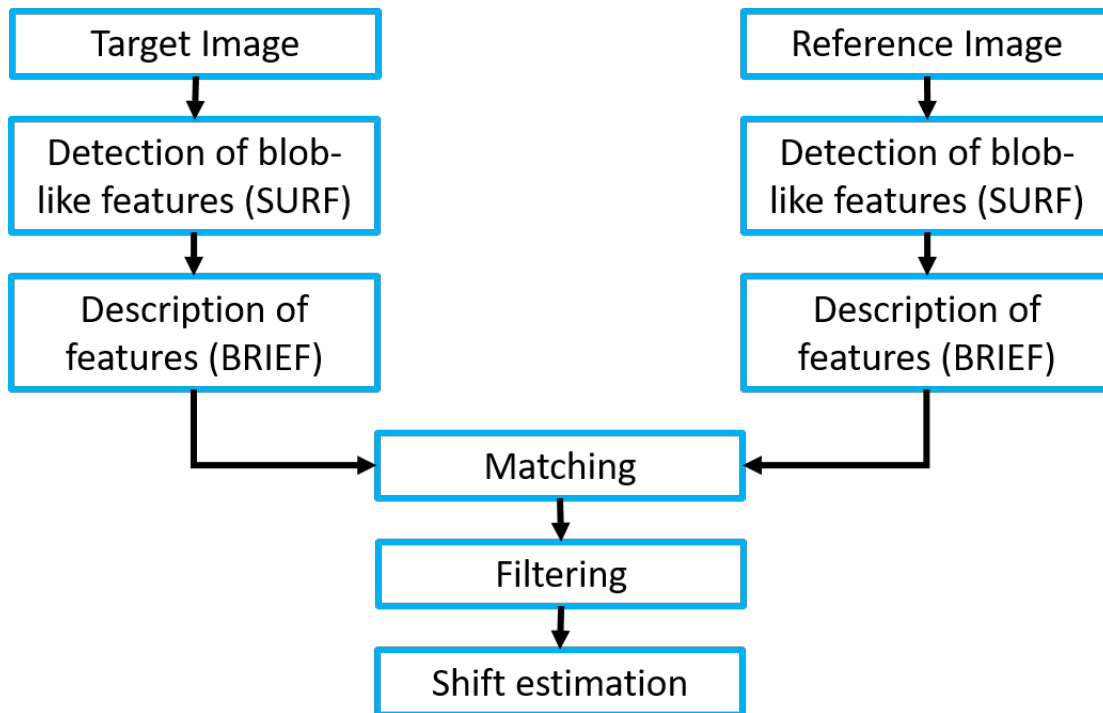 Target Image
Reference Image
Detection of blob-
like features (SURF)
Detection of blob-
like features (SURF)
Description of
features (BRIEF)
Description of
features (BRIEF)
Matching
Filtering
Shift estimation